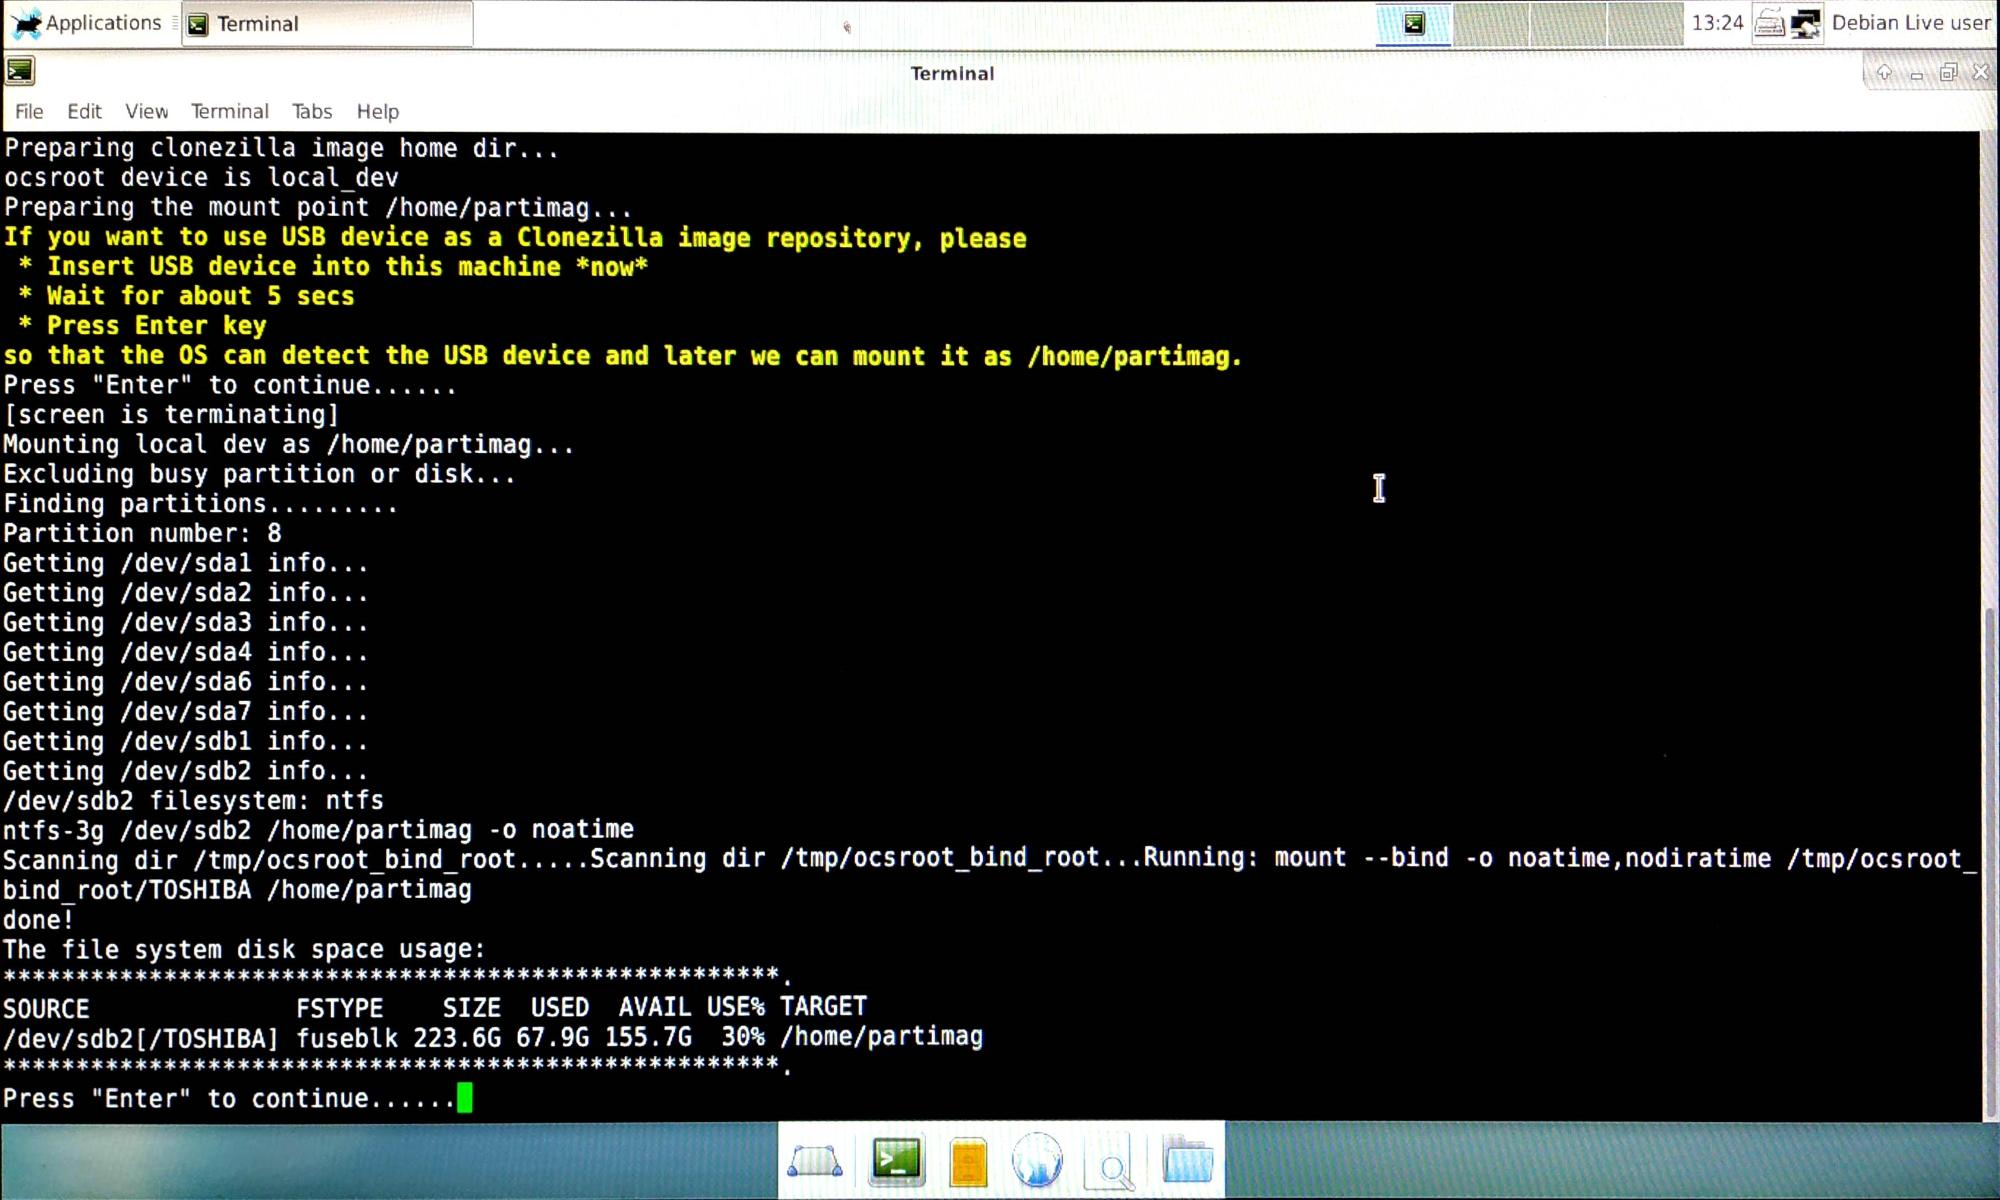 Applications
Terminal
13:24
Debian Live user
Terminal
File Edit View Terminal Tabs Help
Preparing clonezilla image home dir...
ocsroot device is local_dev
Preparing the mount point /home/partimag...
If you want to use USB device as a Clonezilla image repository, please
 * Insert USB device into this machine *now*
 * Wait for about 5 secs
 * Press Enter key
so that the OS can detect the USB device and later we can mount it as /home/partimag.
Press "Enter" to continue......
[screen is terminating]
Mounting local dev as /home/partimag...
Excluding busy partition or disk...
Finding partitions.........
Partition number: 8
Getting /dev/sda1 info...
Getting /dev/sda2 info...
Getting /dev/sda3 info...
Getting /dev/sda4 info...
Getting /dev/sda6 info...
Getting /dev/sda7 info...
Getting /dev/sdb1 info...
Getting /dev/sdb2 info...
/dev/sdb2 filesystem: ntfs
ntfs-3g /dev/sdb2 /home/partimag -o noatime
Scanning dir /tmp/ocsroot_bind_root.....Scanning dir /tmp/ocsroot_bind_root...Running: mount --bind -o noatime,nodiratime /tmp/ocsroot_
bind_root/TOSHIBA /home/partimag
done!
The file system disk space usage:
*****************************************************.
SOURCE              FSTYPE    SIZE  USED  AVAIL USE% TARGET
/dev/sdb2[/TOSHIBA] fuseblk 223.6G 67.9G 155.7G  30% /home/partimag
*****************************************************.
Press "Enter" to continue......